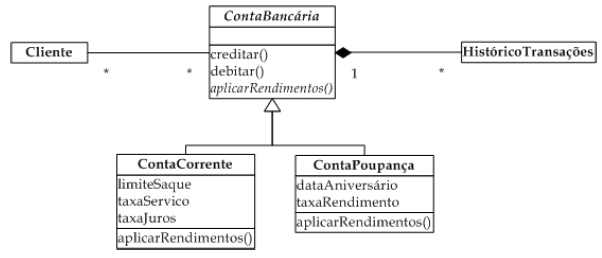 ContaBancária
Cliente
HistóricoTransações
creditar()
debitar()
aplicarRendimentos()
* * 1 *
ContaCorrente
limiteSaque
taxaServico
taxaJuros
aplicarRendimentos()
ContaPoupança
dataAniversário
taxaRendimento
aplicarRendimentos()